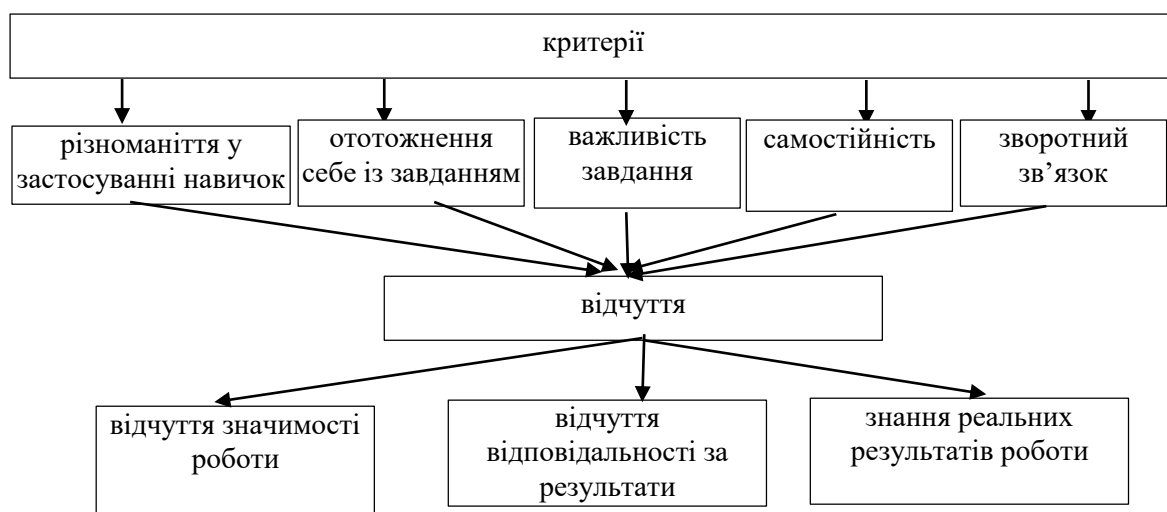 критерії
різноманіття у
застосуванні навичок
ототожнення
себе із завданням
важливість
завдання
самостійність
зворотний
зв’язок
відчуття
відчуття значимості
роботи
відчуття
відповідальності за
результати
знання реальних
результатів роботи